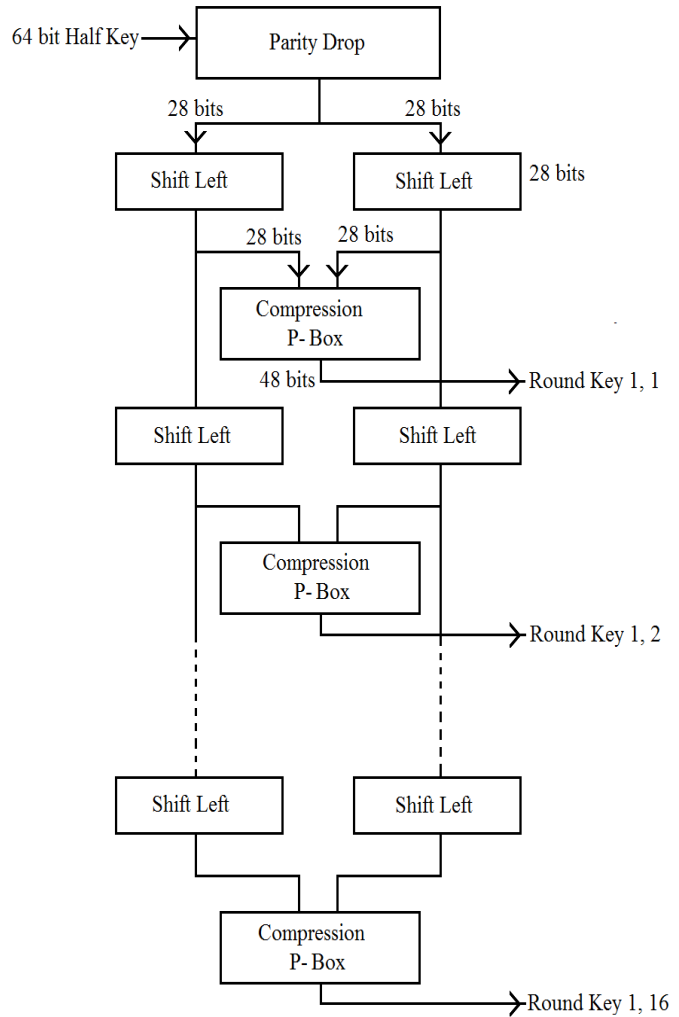 64 bit Half Key
Parity Drop
28 bits
28 bits
Shift Left
Shift Left
28 bits
28 bits
28 bits
Compression
P- Box
48 bits
Round Key 1, 1
Shift Left
Shift Left
Compression
P- Box
Round Key 1, 2
Shift Left
Shift Left
Compression
P- Box
Round Key 1, 16